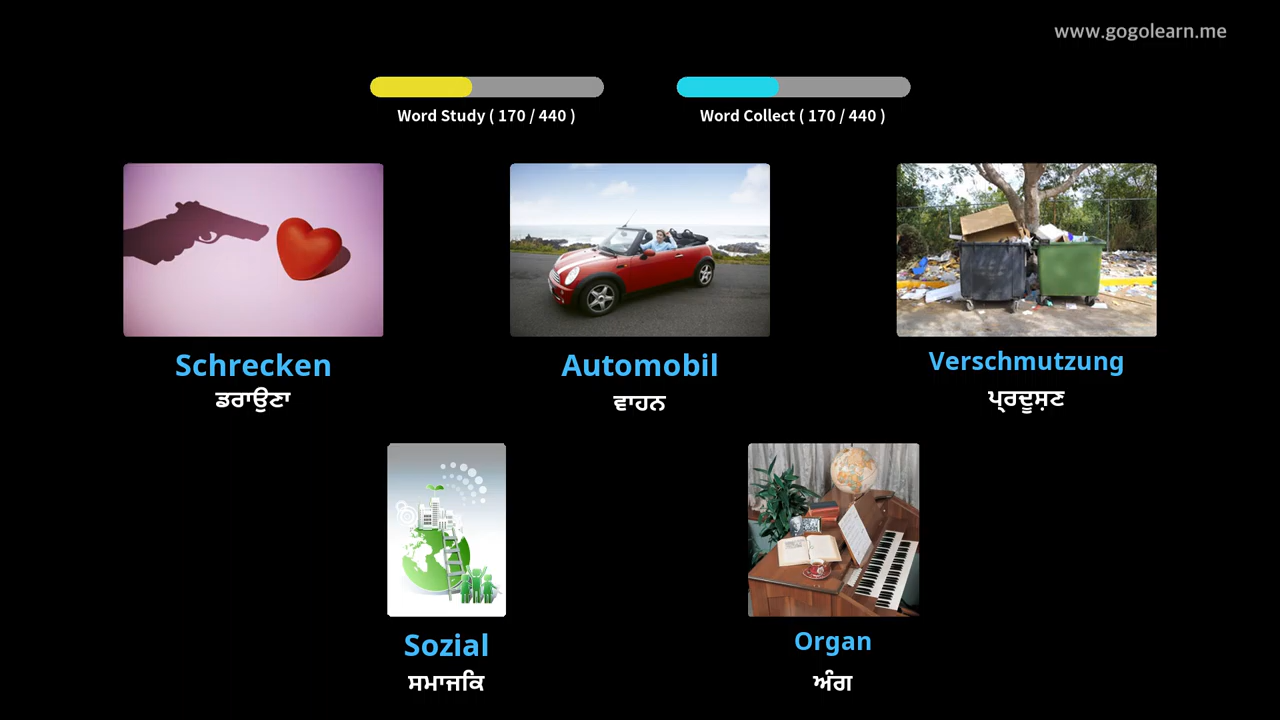 www.gogolearn.me
Word Study ( 170 / 440 )
Word Collect ( 170 / 440 )
Schrecken
ਡਰਾਉਣਾ
Automobil
ਵਾਹਨ
Verschmutzung
ਪ੍ਰਦੂਸ਼ਣ
Sozial
ਸਮਾਜਕਿ
Organ
ਅੰਗ